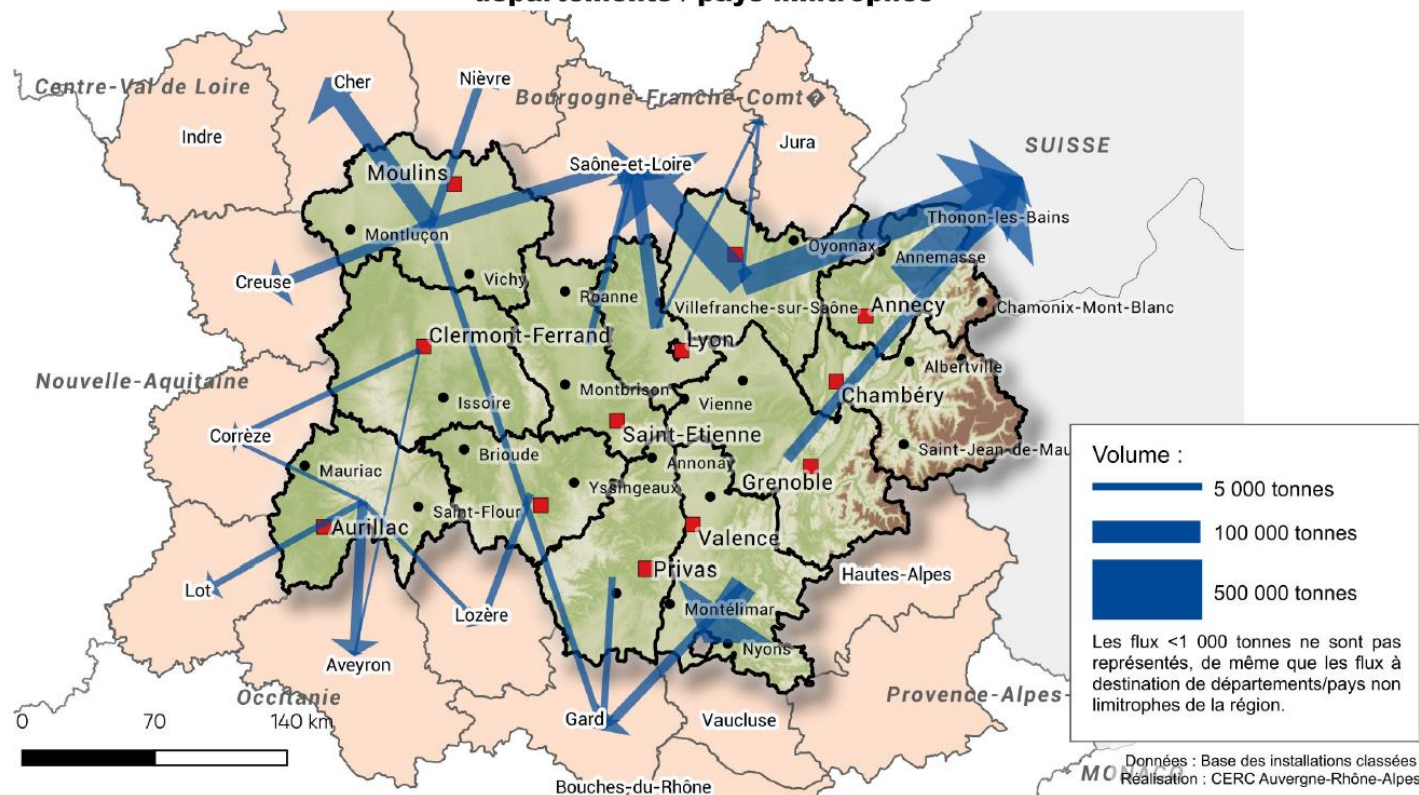 départements / pays limitrophes
Centre-Val de Loire
Cher
Nièvre
Bourgogne-Franche-Comt�
Indre
Jura
SUISSE
Saône-et-Loire
Moulins
Thonon-les-Bains
Montluçon
Oyonnax
Annemasse
Creuse
Vichy
Roanne
Villefranche-sur-Saône
Annecy
Chamonix-Mont-Blanc
Clermont-Ferrand
Lyon
Nouvelle-Aquitaine
Albertville
Montbrison
Chambéry
Issoire
Vienne
Corrèze
Saint-Etienne
Saint-Jean-de-Mau
Brioude
Annonay
Mauriac
Grenoble
Yssingeaux
Saint-Flour
Aurillac
Valence
Privas
Hautes-Alpes
Lot
Lozère
Montélimar
Nyons
Aveyron
Occitanie
Provence-Alpes-
Gard
Vaucluse
Bouches-du-Rhône
MONACO
0 70 140 km
Volume :
5 000 tonnes
100 000 tonnes
500 000 tonnes
Les flux <1 000 tonnes ne sont pas
représentés, de même que les flux à
destination de départements/pays non
limitrophes de la région.
Données : Base des installations classées
Réalisation : CERC Auvergne-Rhône-Alpes